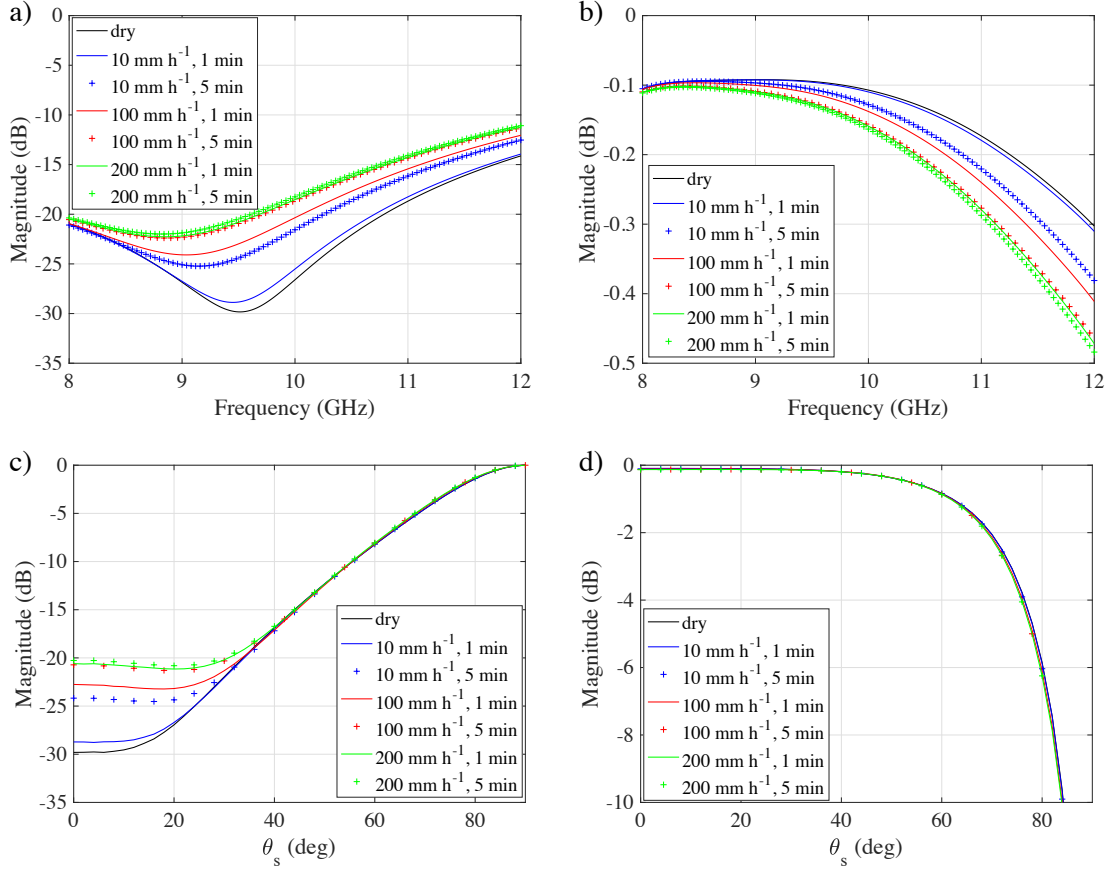 a)
0
-5
-10
-15
-20
-25
-30
-35
Magnitude (dB)
dry
10 mm h-1, 1 min
10 mm h-1, 5 min
100 mm h-1, 1 min
100 mm h-1, 5 min
200 mm h-1, 1 min
200 mm h-1, 5 min
8 9 10 11 12
Frequency (GHz)
b)
0
-0.1
-0.2
-0.3
-0.4
-0.5
Magnitude (dB)
dry
10 mm h-1, 1 min
10 mm h-1, 5 min
100 mm h-1, 1 min
100 mm h-1, 5 min
200 mm h-1, 1 min
200 mm h-1, 5 min
8 9 10 11 12
Frequency (GHz)
c)
0
-5
-10
-15
-20
-25
-30
-35
Magnitude (dB)
dry
10 mm h-1, 1 min
10 mm h-1, 5 min
100 mm h-1, 1 min
100 mm h-1, 5 min
200 mm h-1, 1 min
200 mm h-1, 5 min
0 20 40 60 80
θs (deg)
d)
0
-2
-4
-6
-8
-10
Magnitude (dB)
dry
10 mm h-1, 1 min
10 mm h-1, 5 min
100 mm h-1, 1 min
100 mm h-1, 5 min
200 mm h-1, 1 min
200 mm h-1, 5 min
0 20 40 60 80
θs (deg)